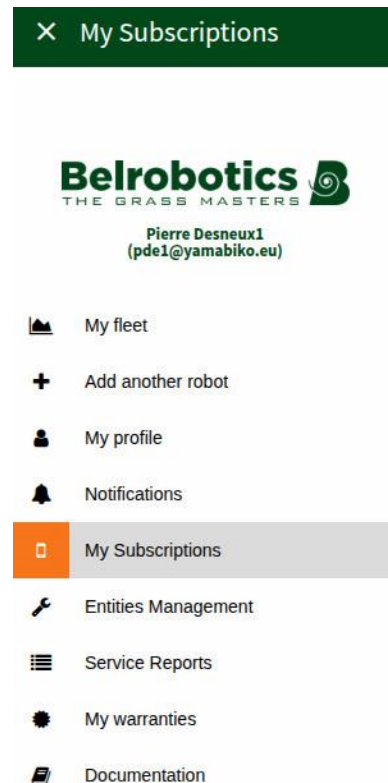 × My Subscriptions
Belrobotics
THE GRASS MASTERS
Pierre Desneux1
(pde1@yamabiko.eu)
My fleet
Add another robot
My profile
Notifications
My Subscriptions
Entities Management
Service Reports
My warranties
Documentation